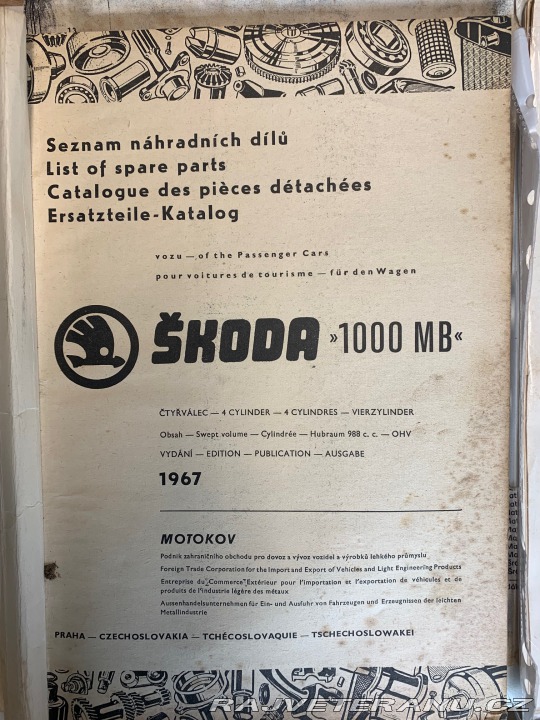 Seznam náhradních dílů
List of spare parts
Catalogue des pièces détachées
Ersatzteile-Katalog
vozu — of the Passenger Cars
pour voitures de tourisme — für den Wagen
ŠKODA »1000 MB«
ČTYŘVÁLEC — 4 CYLINDER — 4 CYLINDRES — VIERZYLINDER
Obsah — Swept volume — Cylindrée — Hubraum 988 c. c. — OHV
VYDÁNÍ — EDITION — PUBLICATION — AUSGABE
1967
MOTOKOV
Podnik zahraničního obchodu pro dovoz a vývoz vozidel a výrobků lehkého průmyslu
Foreign Trade Corporation for the Import and Export of Vehicles and Light Engineering Products
Entreprise du „Commerce" Extérieur pour l'importation et l'exportation de véhicules et de
produits de l'industrie légère des métaux
Aussenhandelsunternehmen für Ein- und Ausfuhr von Fahrzeugen und Erzeugnissen der leichten
Metallindustrie
PRAHA — CZECHOSLOVAKIA — TCHÉCOSLOVAQUIE — TSCHECHOSLOWAKEI
RAJVETERANU.CZ